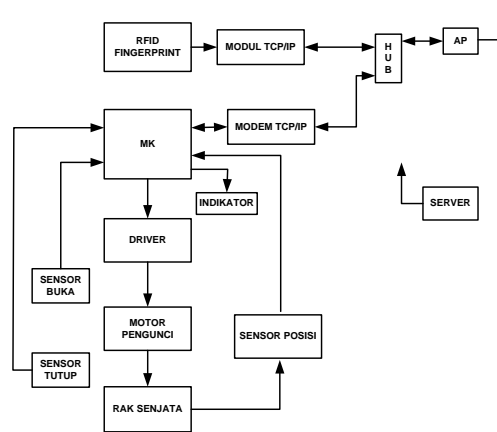 RFID
FINGERPRINT
MODUL TCP/IP
H
U
B
AP
MK
MODEM TCP/IP
INDIKATOR
SERVER
DRIVER
SENSOR
BUKA
MOTOR
PENGUNCI
SENSOR POSISI
SENSOR
TUTUP
RAK SENJATA